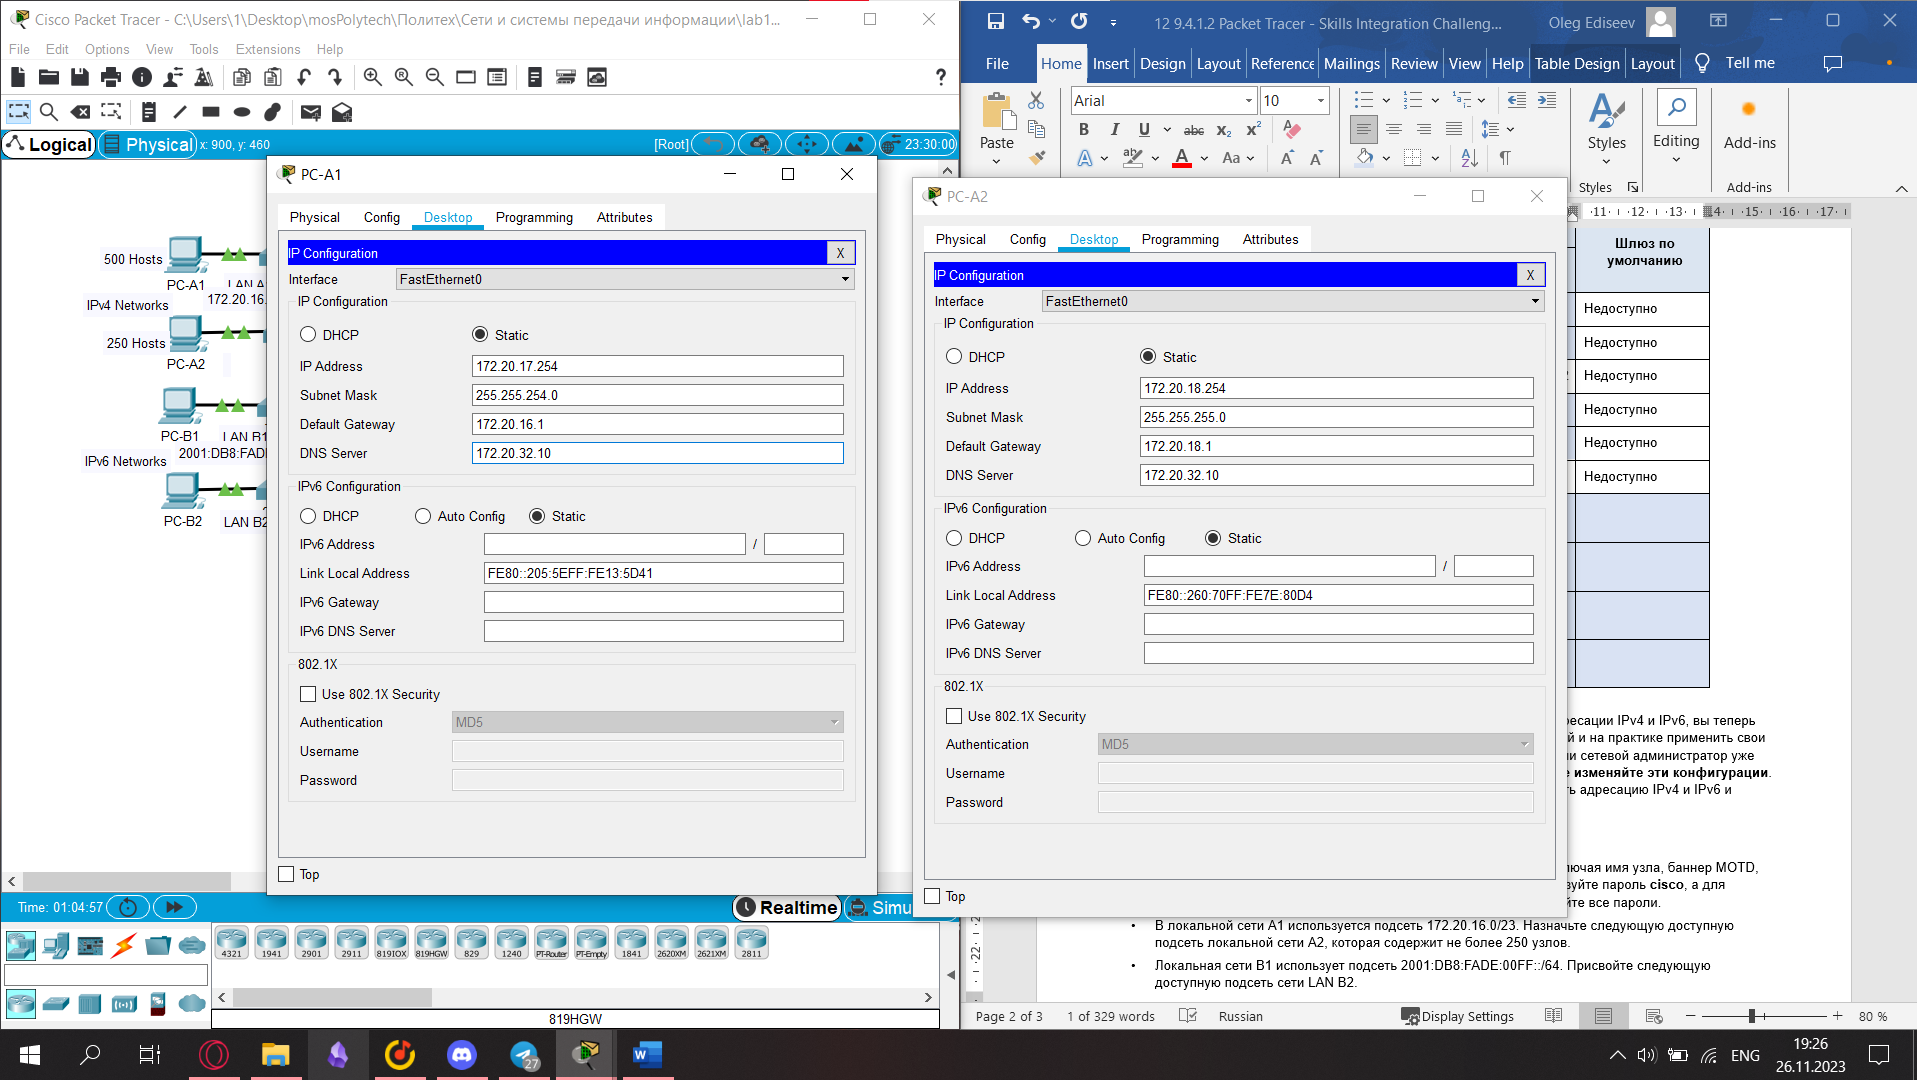 Cisco Packet Tracer - C:\Users\1\Desktop\mosPolytech\Политех\Сети и системы передачи информации\lab1...
File Edit Options View Tools Extensions Help
Logical Physical x: 900, y: 460
[Root] 23:30:00
500 Hosts
PC-A1
172.20.16.
IPv4 Networks
250 Hosts
PC-A2
PC-B1
LAN B1
2001:DB8:FADE
IPv6 Networks
PC-B2
LAN B2
PC-A1
Physical Config Desktop Programming Attributes
IP Configuration X
Interface FastEthernet0
IP Configuration
DHCP Static
IP Address 172.20.17.254
Subnet Mask 255.255.254.0
Default Gateway 172.20.16.1
DNS Server 172.20.32.10
IPv6 Configuration
DHCP Auto Config Static
IPv6 Address /
Link Local Address FE80::205:5EFF:FE13:5D41
IPv6 Gateway
IPv6 DNS Server
802.1X
Use 802.1X Security
Authentication MD5
Username
Password
Top
Time: 01:04:57
Realtime Simu
4321 1941 2901 2911 819IOX 819HGW 829 1240 PT-Router PT-Empty 1841 2620XM 2621XM 2811
819HGW
12 9.4.1.2 Packet Tracer - Skills Integration Challeng... Oleg Ediseev
File Home Insert Design Layout Reference Mailings Review View Help Table Design Layout Tell me
Arial 10
Paste
Styles Editing Add-ins
Styles Add-ins
PC-A2
Physical Config Desktop Programming Attributes
IP Configuration X
Interface FastEthernet0
IP Configuration
DHCP Static
IP Address 172.20.18.254
Subnet Mask 255.255.255.0
Default Gateway 172.20.18.1
DNS Server 172.20.32.10
IPv6 Configuration
DHCP Auto Config Static
IPv6 Address /
Link Local Address FE80::260:70FF:FE7E:80D4
IPv6 Gateway
IPv6 DNS Server
802.1X
Use 802.1X Security
Authentication MD5
Username
Password
Top
11 12 13 14 15 16 17
Шлюз по
умолчанию
Недоступно
Недоступно
Недоступно
Недоступно
Недоступно
Недоступно
ресации IPv4 и IPv6, вы теперь
й и на практике применить свои
и сетевой администратор уже
е изменяйте эти конфигурации.
ть адресацию IPv4 и IPv6 и
лючая имя узла, баннер MOTD,
зуйте пароль cisco, а для
йте все пароли.
• В локальной сети A1 используется подсеть 172.20.16.0/23. Назначьте следующую доступную
подсеть локальной сети A2, которая содержит не более 250 узлов.
• Локальная сети B1 использует подсеть 2001:DB8:FADE:00FF::/64. Присвойте следующую
доступную подсеть сети LAN B2.
Page 2 of 3 1 of 329 words Russian Display Settings 80 %
27
ENG
19:26
26.11.2023